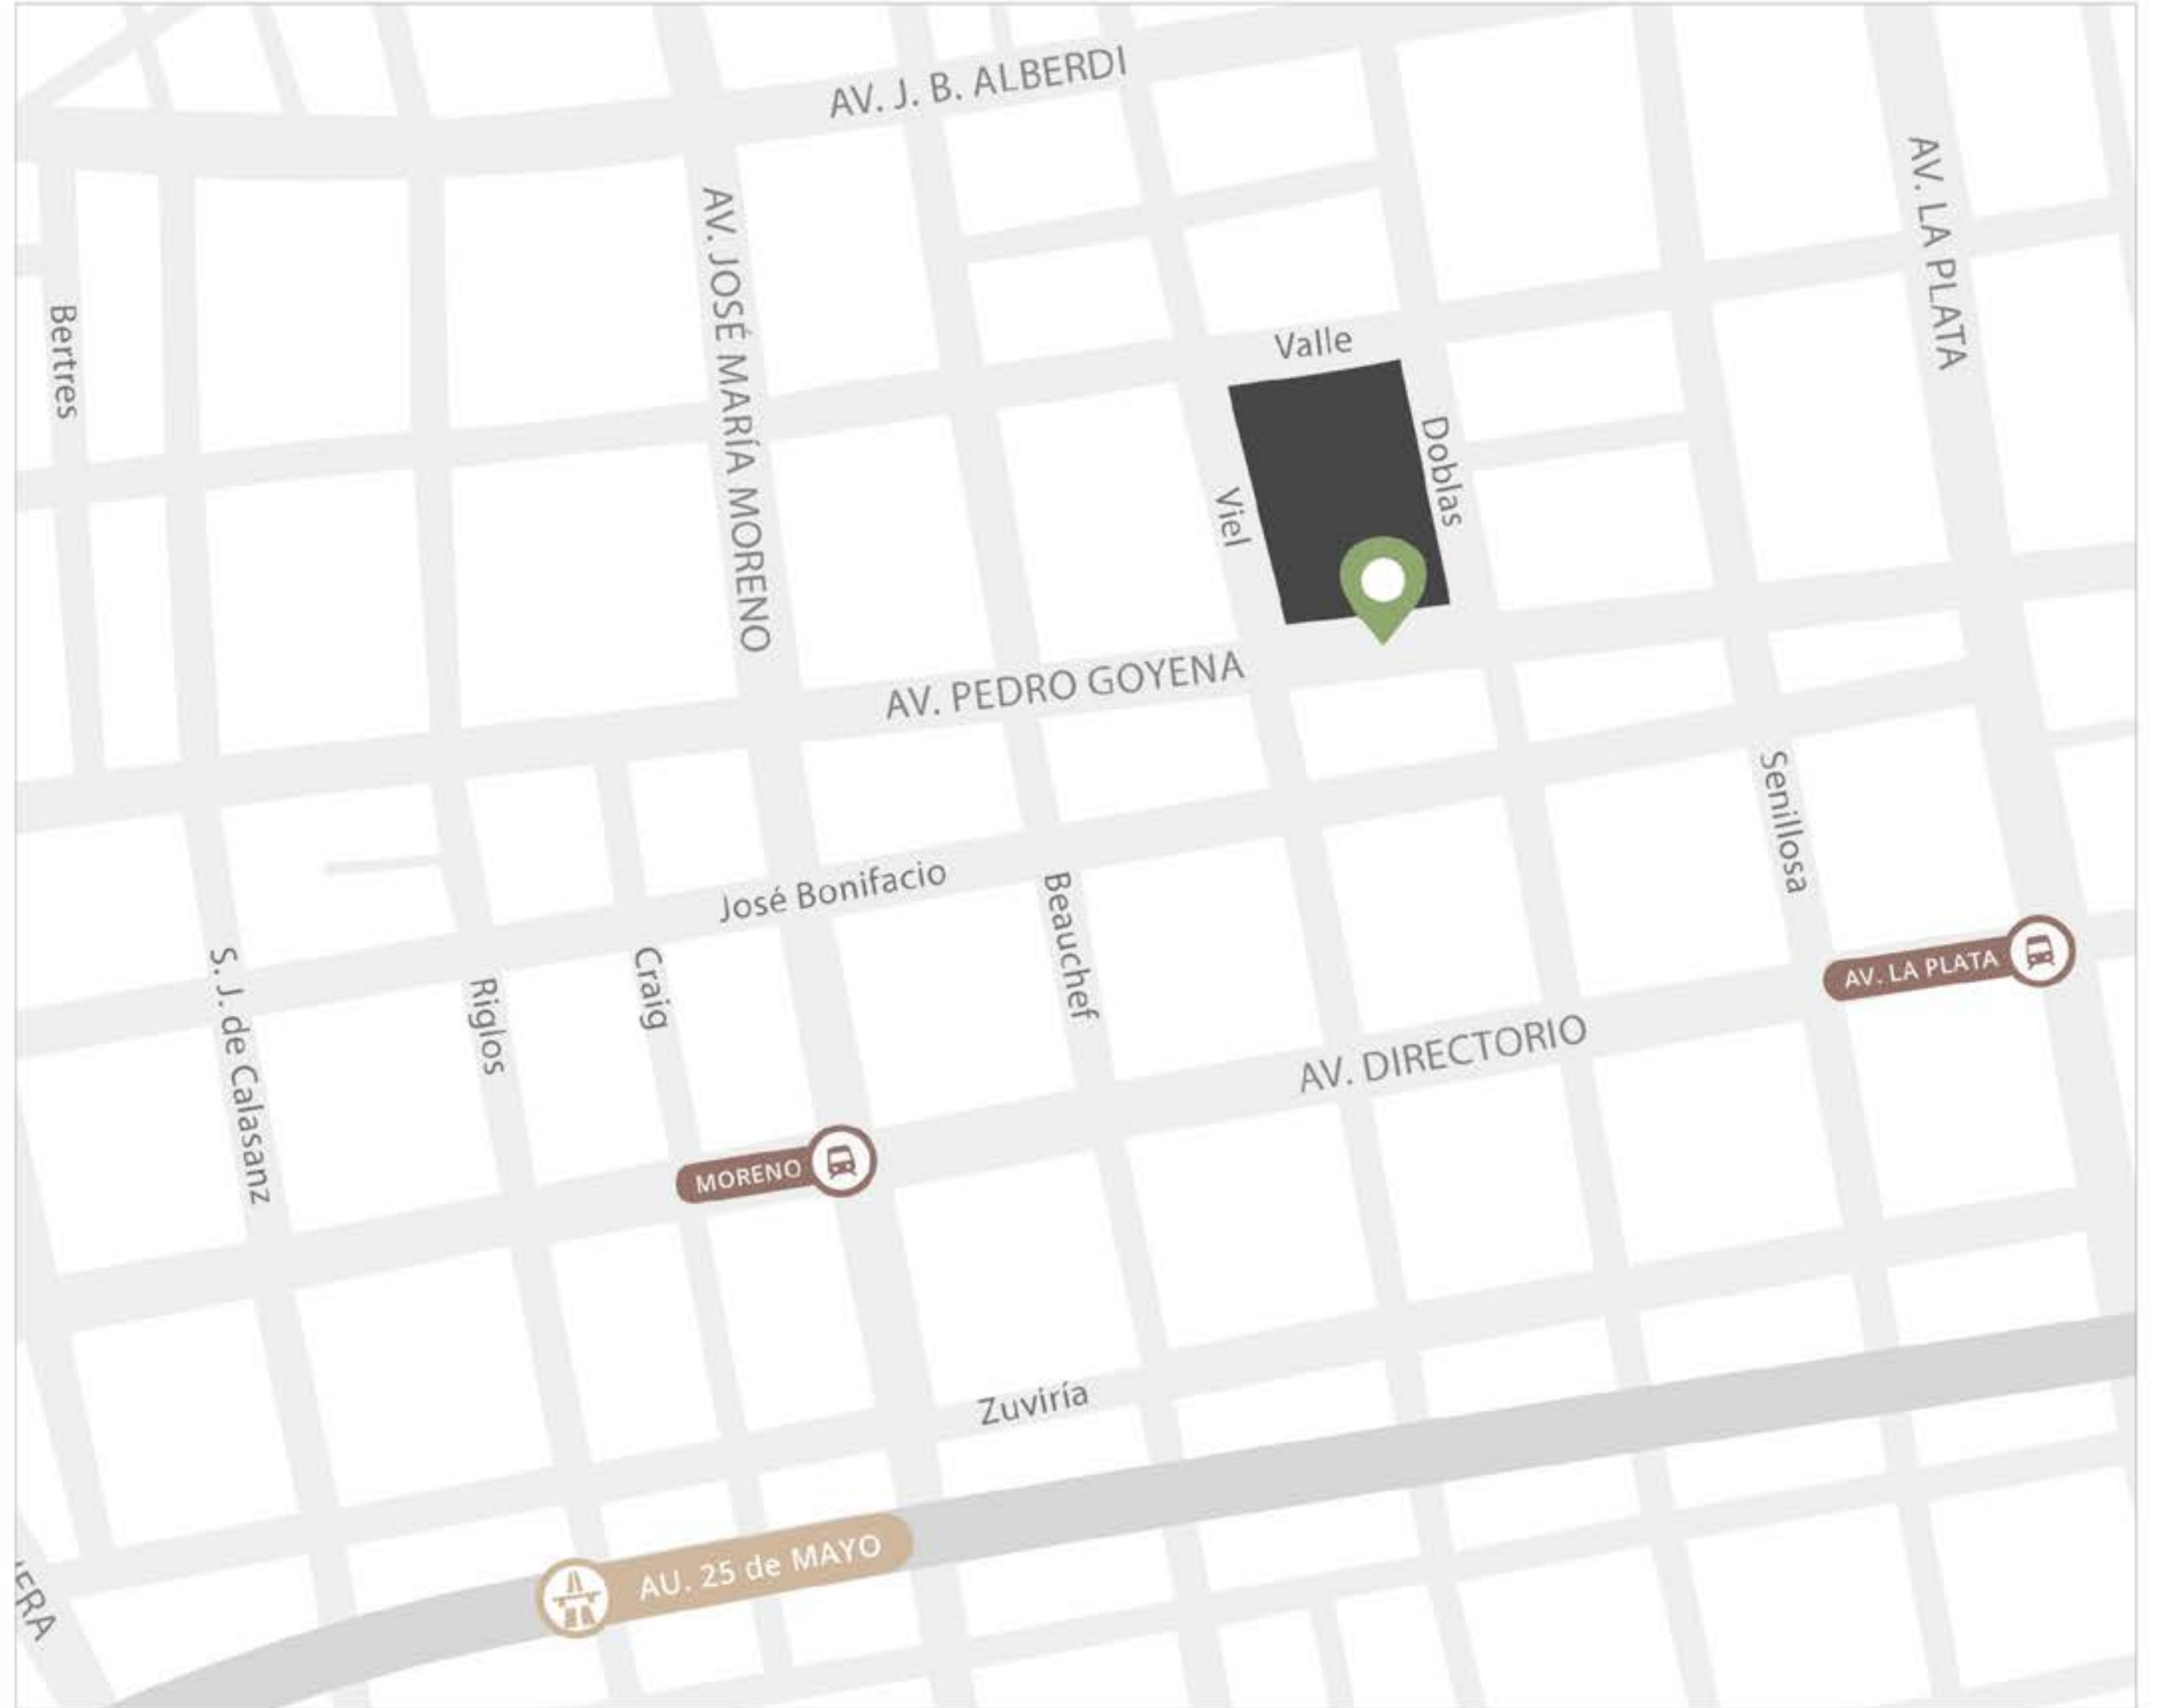 AV. J. B. ALBERDI
AV. LA PLATA
AV. JOSÉ MARÍA MORENO
Bertres
Valle
Doblas
Viel
AV. PEDRO GOYENA
Senillosa
José Bonifacio
Beauchef
S. J. de Calasanz
Riglos
Craig
AV. LA PLATA
AV. DIRECTORIO
MORENO
Zuviría
AU. 25 de MAYO